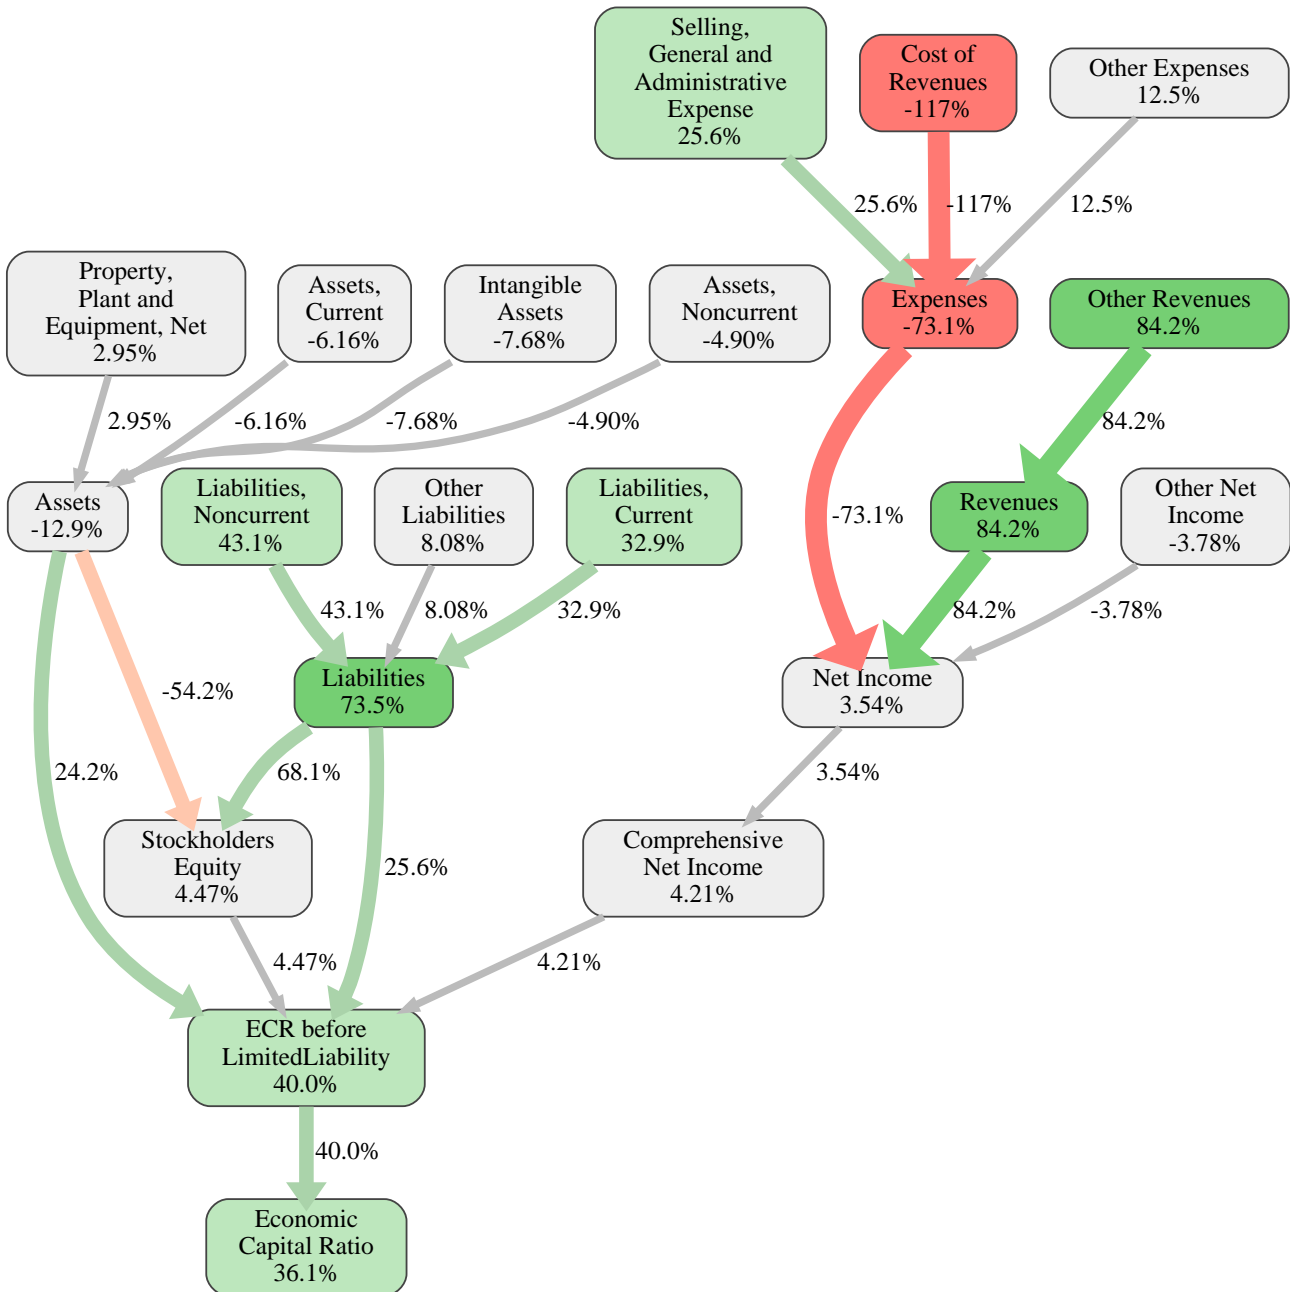 Selling,
General and
Administrative
Expense
25.6%
Cost of
Revenues
-117%
Other Expenses
12.5%
25.6%
-117%
12.5%
Property,
Plant and
Equipment, Net
2.95%
Assets,
Current
-6.16%
Intangible
Assets
-7.68%
Assets,
Noncurrent
-4.90%
Expenses
-73.1%
Other Revenues
84.2%
2.95%
-6.16%
-7.68%
-4.90%
84.2%
Assets
-12.9%
Liabilities,
Noncurrent
43.1%
Other
Liabilities
8.08%
Liabilities,
Current
32.9%
-73.1%
Revenues
84.2%
Other Net
Income
-3.78%
43.1%
8.08%
32.9%
84.2%
-3.78%
-54.2%
Liabilities
73.5%
Net Income
3.54%
24.2%
68.1%
3.54%
Stockholders
Equity
4.47%
25.6%
Comprehensive
Net Income
4.21%
4.47%
4.21%
ECR before
LimitedLiability
40.0%
40.0%
Economic
Capital Ratio
36.1%